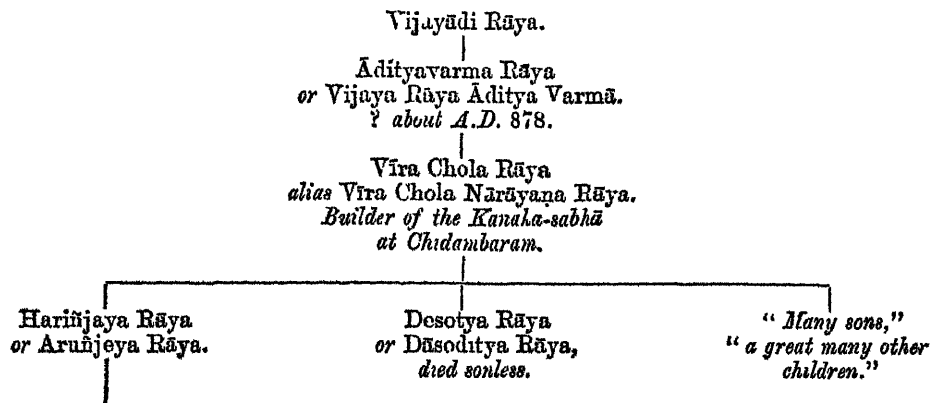 Vijayādi Rāya.
Ādityavarma Rāya
or Vijaya Rāya Āditya Varmā.
? about A.D. 878.
Vīra Chola Rāya
alias Vīra Chola Nārāyaṇa Rāya.
Builder of the Kanaka-sabhā
at Chidambaram.
Hariñjaya Rāya
or Aruñjeya Rāya.
Desotya Rāya
or Dāsoditya Rāya,
died sonless.
"Many sons,"
"a great many other
children."